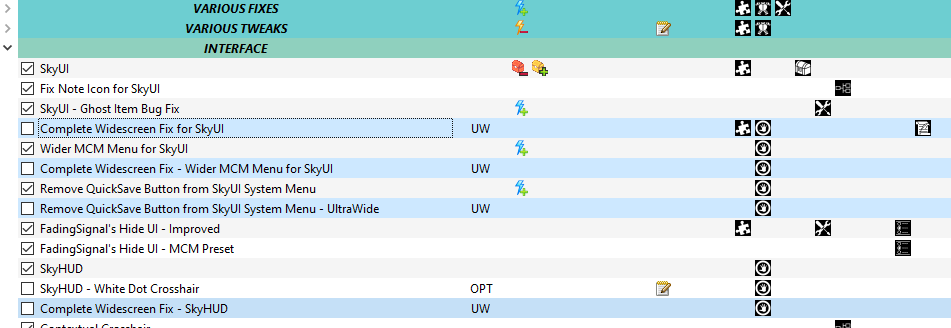 VARIOUS FIXES
VARIOUS TWEAKS
INTERFACE
SkyUI
Fix Note Icon for SkyUI
SkyUI - Ghost Item Bug Fix
Complete Widescreen Fix for SkyUI UW
Wider MCM Menu for SkyUI
Complete Widescreen Fix - Wider MCM Menu for SkyUI UW
Remove QuickSave Button from SkyUI System Menu
Remove QuickSave Button from SkyUI System Menu - UltraWide UW
FadingSignal's Hide UI - Improved
FadingSignal's Hide UI - MCM Preset
SkyHUD
SkyHUD - White Dot Crosshair OPT
Complete Widescreen Fix - SkyHUD UW
Contextual Crosshair